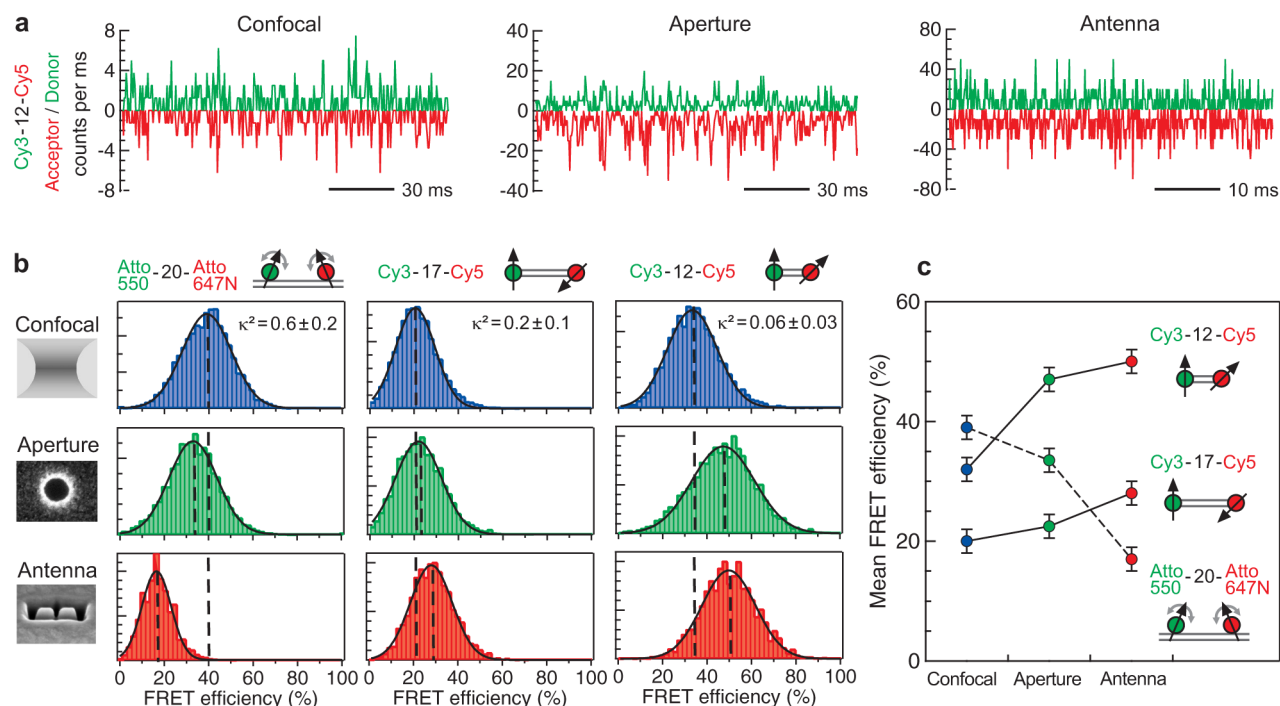 a
Confocal
Aperture
Antenna
Cy3-12-Cy5
Acceptor / Donor
counts per ms
8
4
0
-4
-8
30 ms
40
20
0
-20
-40
30 ms
80
40
0
-40
-80
10 ms
b
Atto 550 -20- Atto 647N
Cy3-17-Cy5
Cy3-12-Cy5
Confocal
κ²=0.6±0.2
κ²=0.2±0.1
κ²=0.06±0.03
Aperture
Antenna
0 20 40 60 80 100
0 20 40 60 80 100
0 20 40 60 80 100
FRET efficiency (%)
FRET efficiency (%)
FRET efficiency (%)
c
Mean FRET efficiency (%)
60
40
20
0
Cy3-12-Cy5
Cy3-17-Cy5
Atto 550 -20- Atto 647N
Confocal
Aperture
Antenna